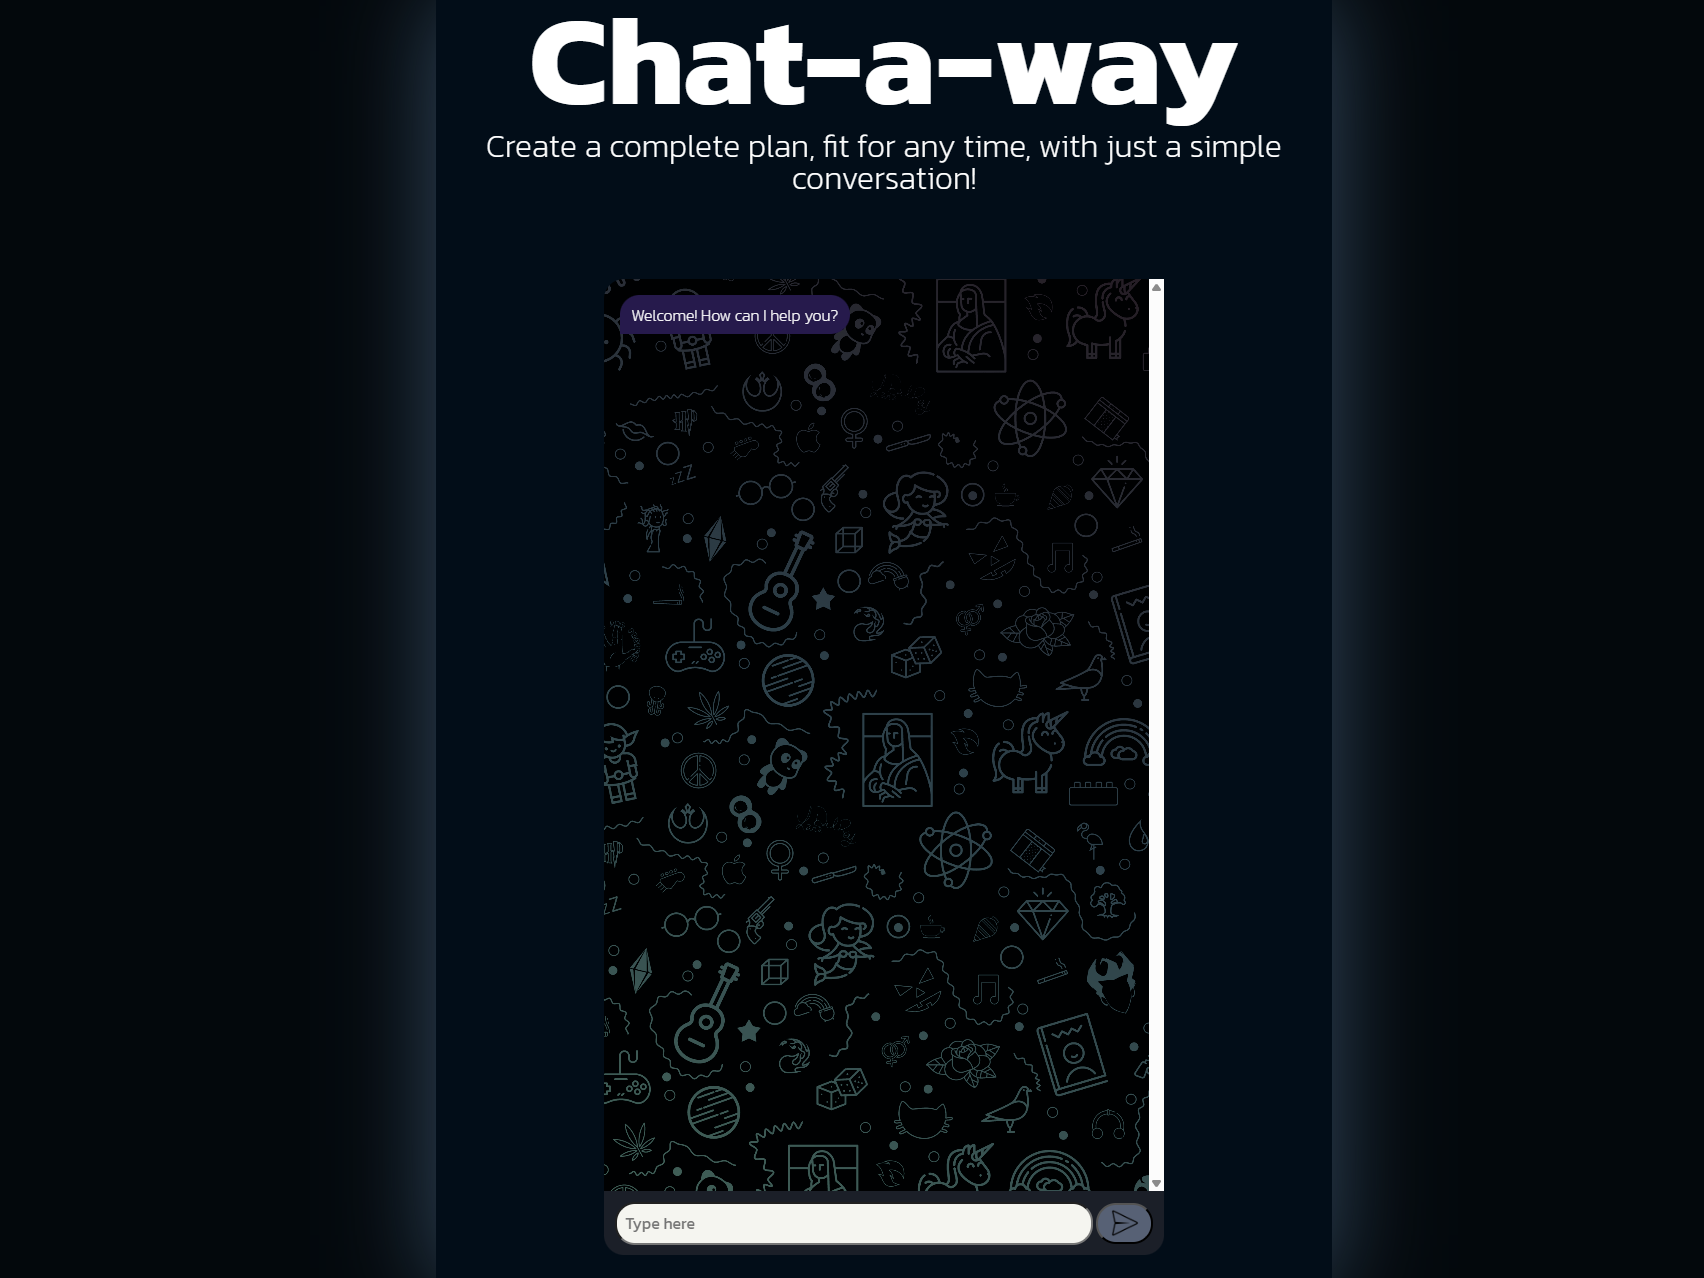 Chat-a-way
Create a complete plan, fit for any time, with just a simple
conversation!
Welcome! How can I help you?
zzZ
Type here